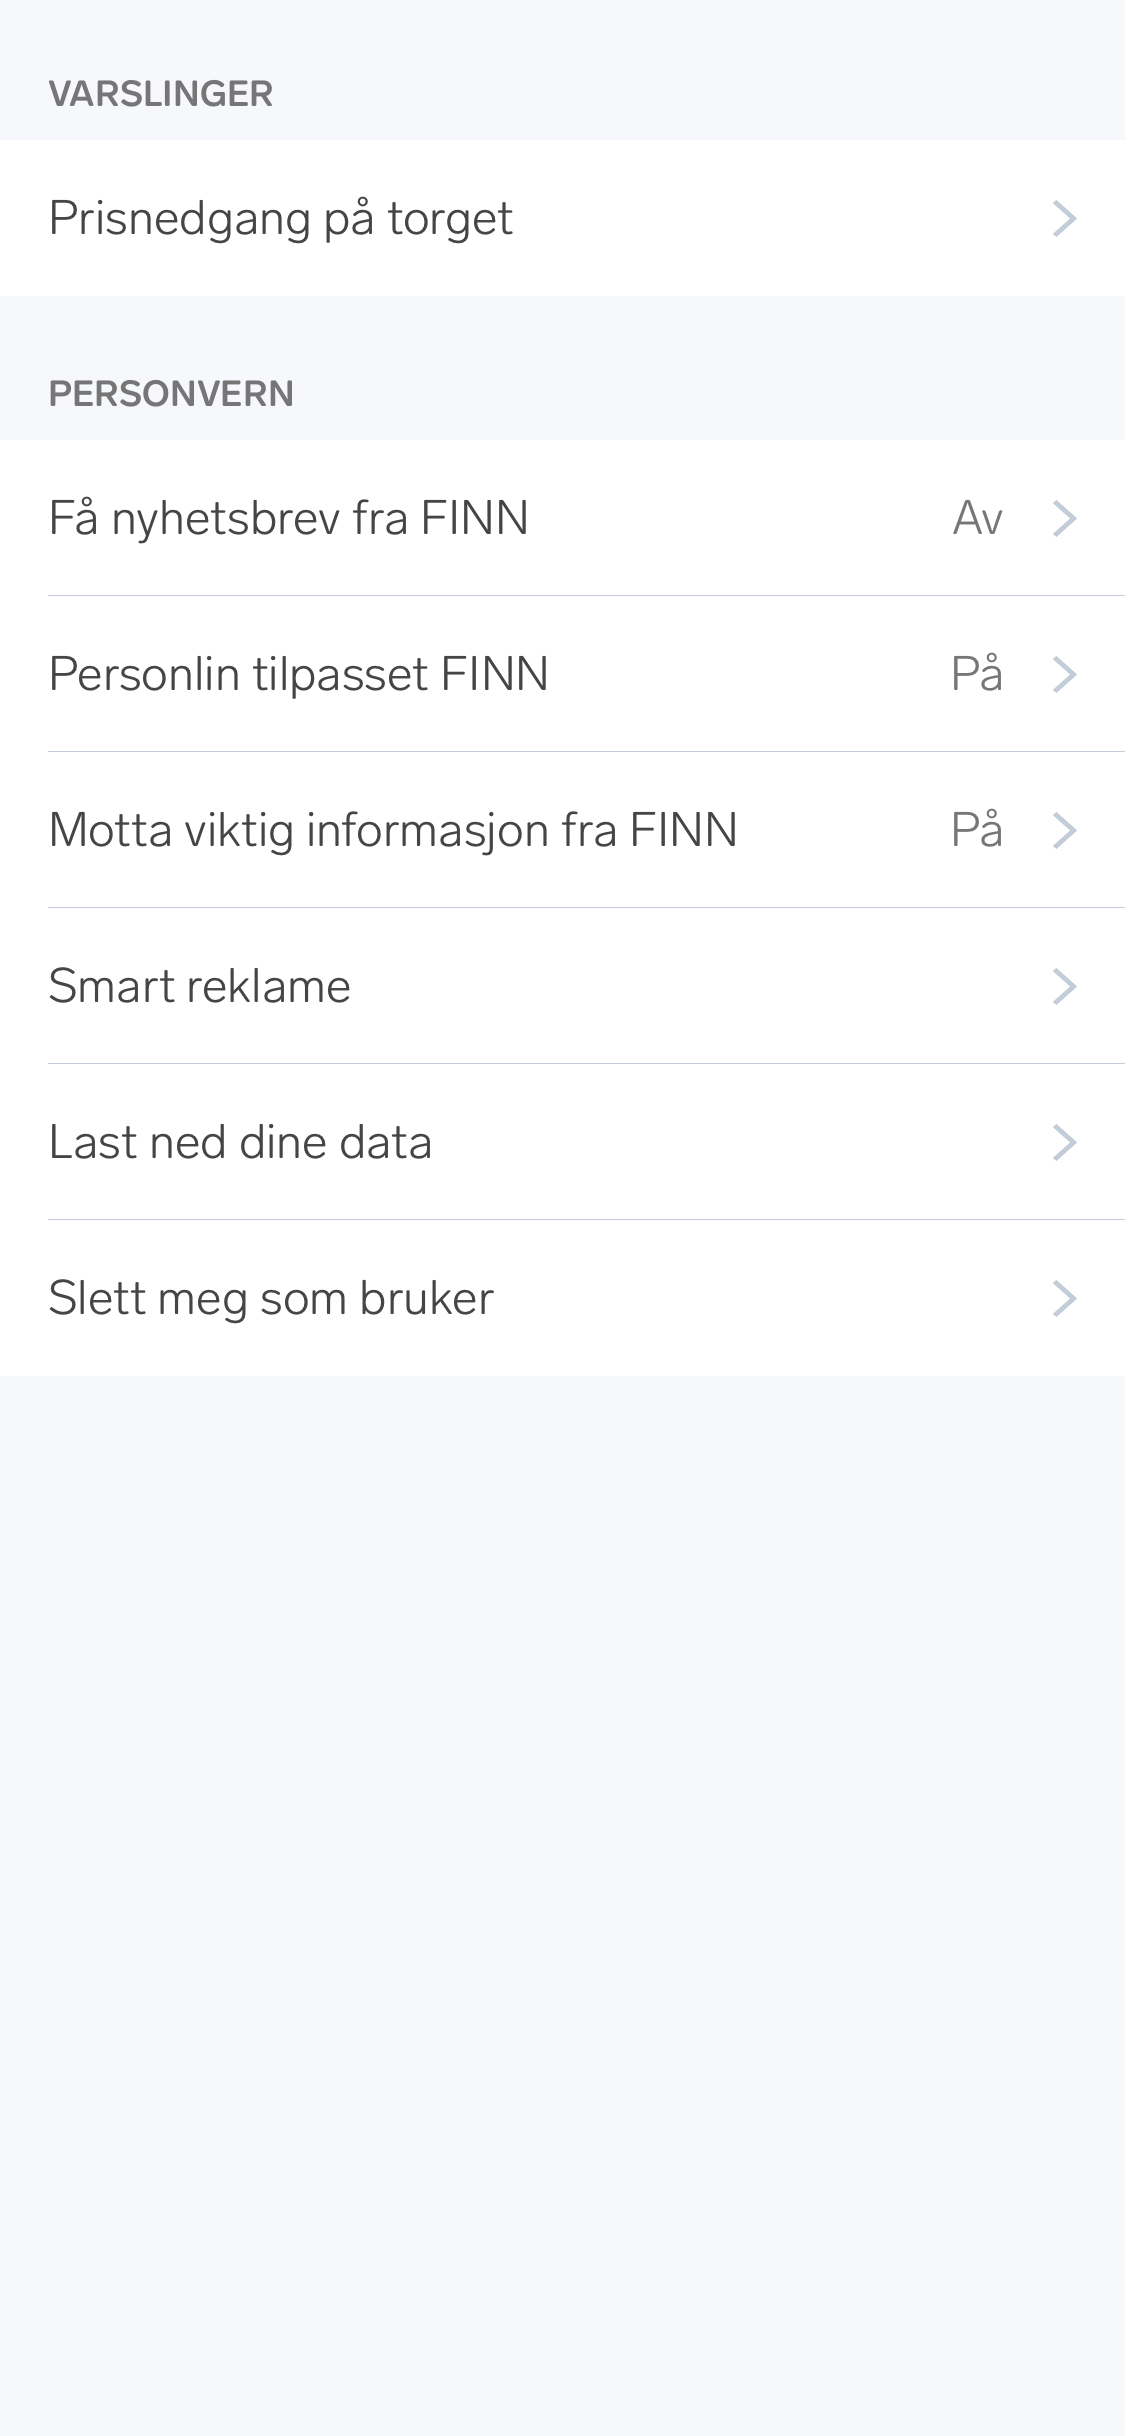 VARSLINGER
Prisnedgang på torget
PERSONVERN
Få nyhetsbrev fra FINN Av
Personlin tilpasset FINN På
Motta viktig informasjon fra FINN På
Smart reklame
Last ned dine data
Slett meg som bruker